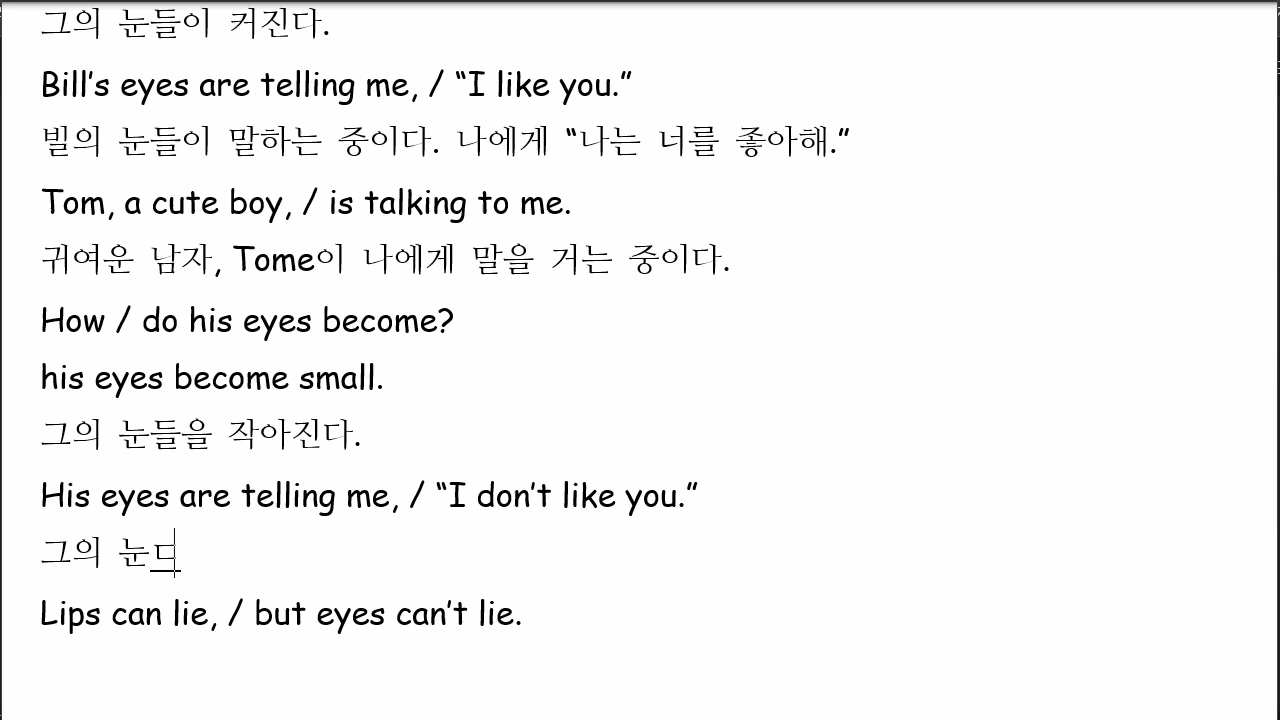 그의 눈들이 커진다.
Bill’s eyes are telling me, / “I like you.”
빌의 눈들이 말하는 중이다. 나에게 “나는 너를 좋아해.”
Tom, a cute boy, / is talking to me.
귀여운 남자, Tome이 나에게 말을 거는 중이다.
How / do his eyes become?
his eyes become small.
그의 눈들을 작아진다.
His eyes are telling me, / “I don’t like you.”
그의 눈드
Lips can lie, / but eyes can’t lie.